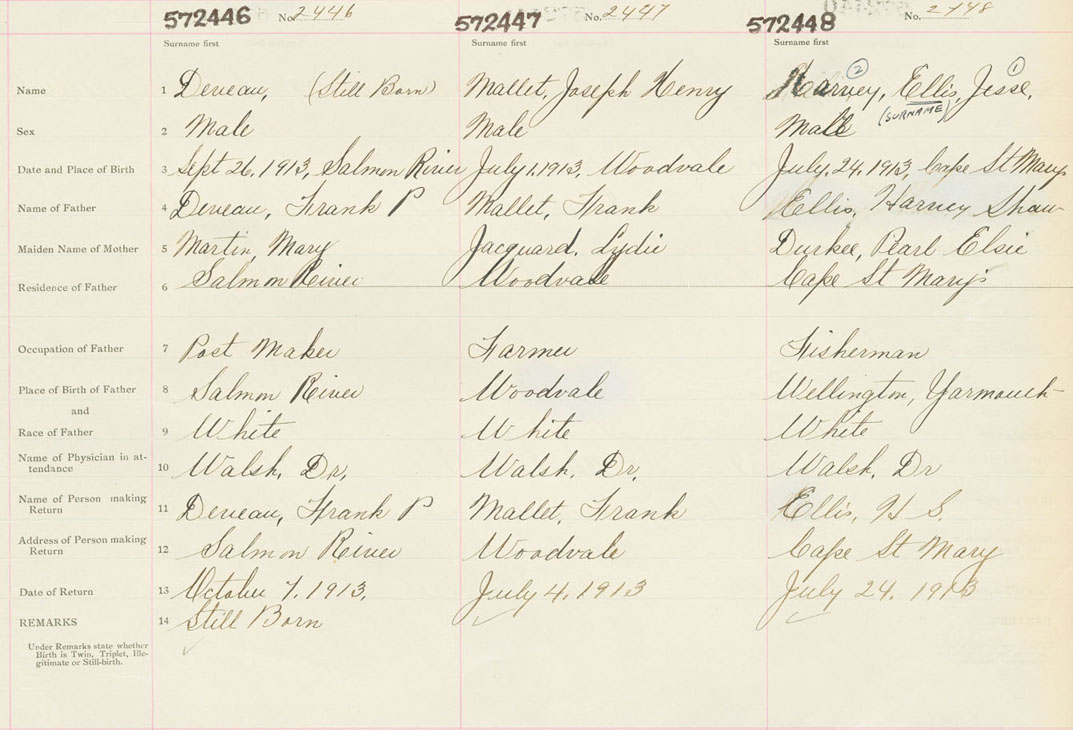 572446 No. 2446 572447 No. 2447 572448 No. 2448
Surname first Surname first Surname first
Name 1 Deveau, (Still Born) Mallet, Joseph Henry Harvey, ② Ellis, Jesse, ①
(SURNAME)
Sex 2 Male Male Male
Date and Place of Birth 3 Sept 26, 1913, Salmon River July 1, 1913, Woodvale July, 24, 1913, Cape St Marys
Name of Father 4 Deveau, Frank P Mallet, Frank Ellis, Harvey Shaw
Maiden Name of Mother 5 Martin, Mary Jacquard, Lydie Durkee, Pearl Elsie
Residence of Father 6 Salmon River Woodvale Cape St Mary's
Occupation of Father 7 Post Maker Farmer Fisherman
Place of Birth of Father 8 Salmon River Woodvale Wellington, Yarmouth
and
Race of Father 9 White White White
Name of Physician in at-
tendance 10 Walsh, Dr, Walsh, Dr, Walsh, Dr
Name of Person making
Return 11 Deveau, Frank P Mallet, Frank Ellis, H S.
Address of Person making
Return 12 Salmon River Woodvale Cape St Mary
Date of Return 13 October 7, 1913, July 4, 1913 July 24, 1913
REMARKS 14 Still Born
Under Remarks state whether
Birth is Twin, Triplet, Ille-
gitimate or Still-birth.